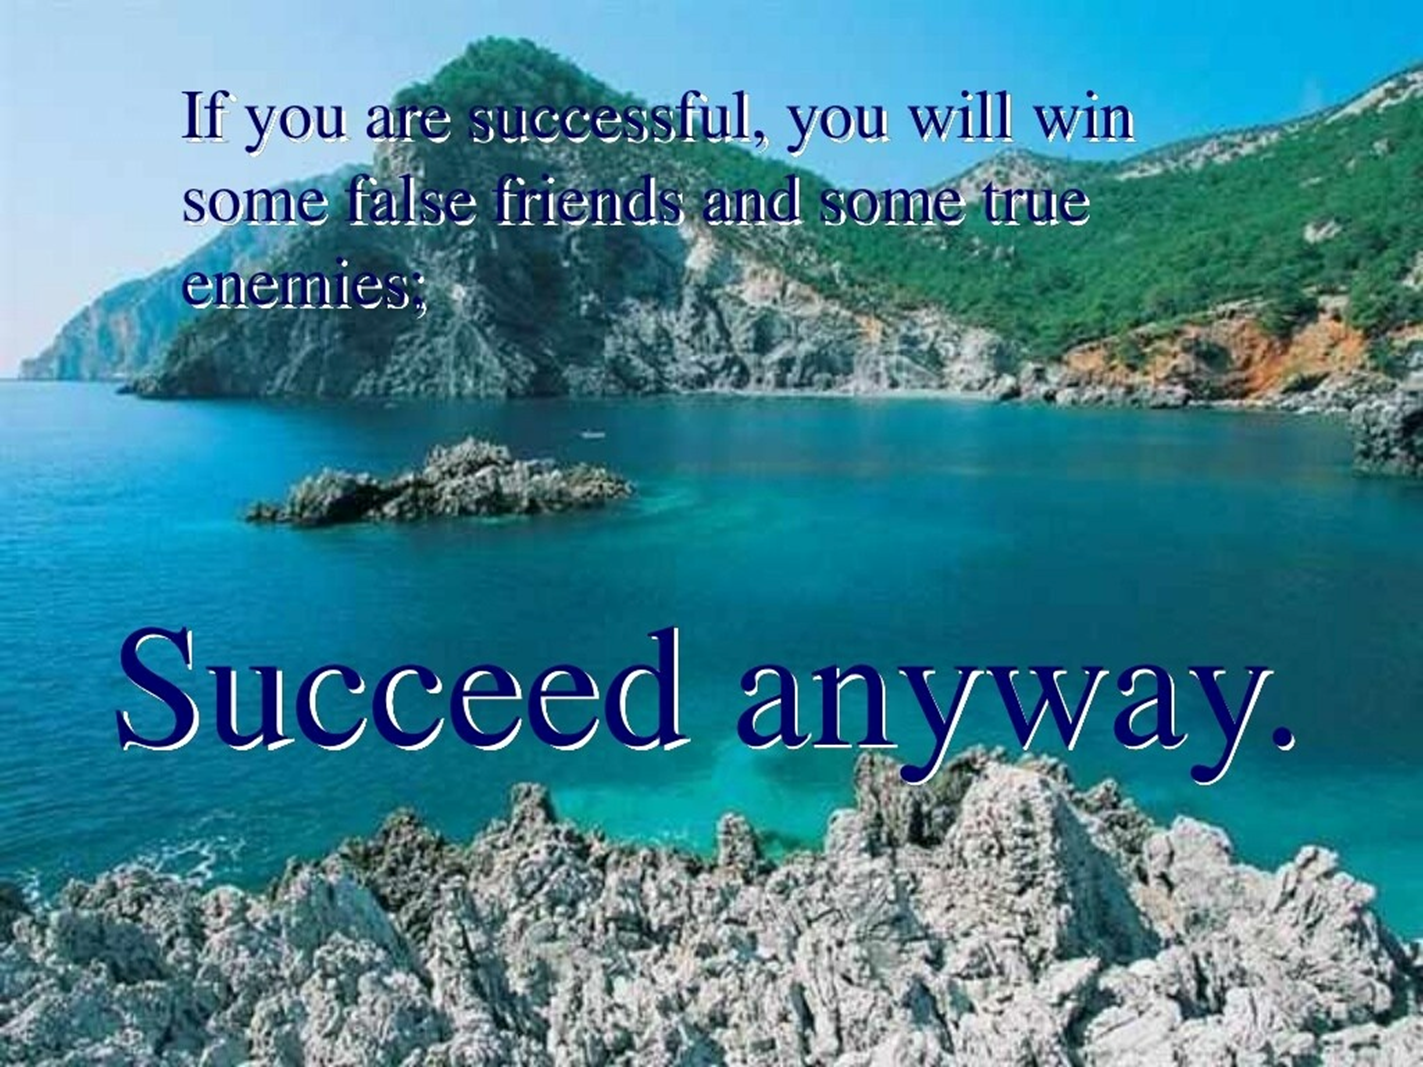 If you are successful, you will win
some false friends and some true
enemies;
Succeed anyway.